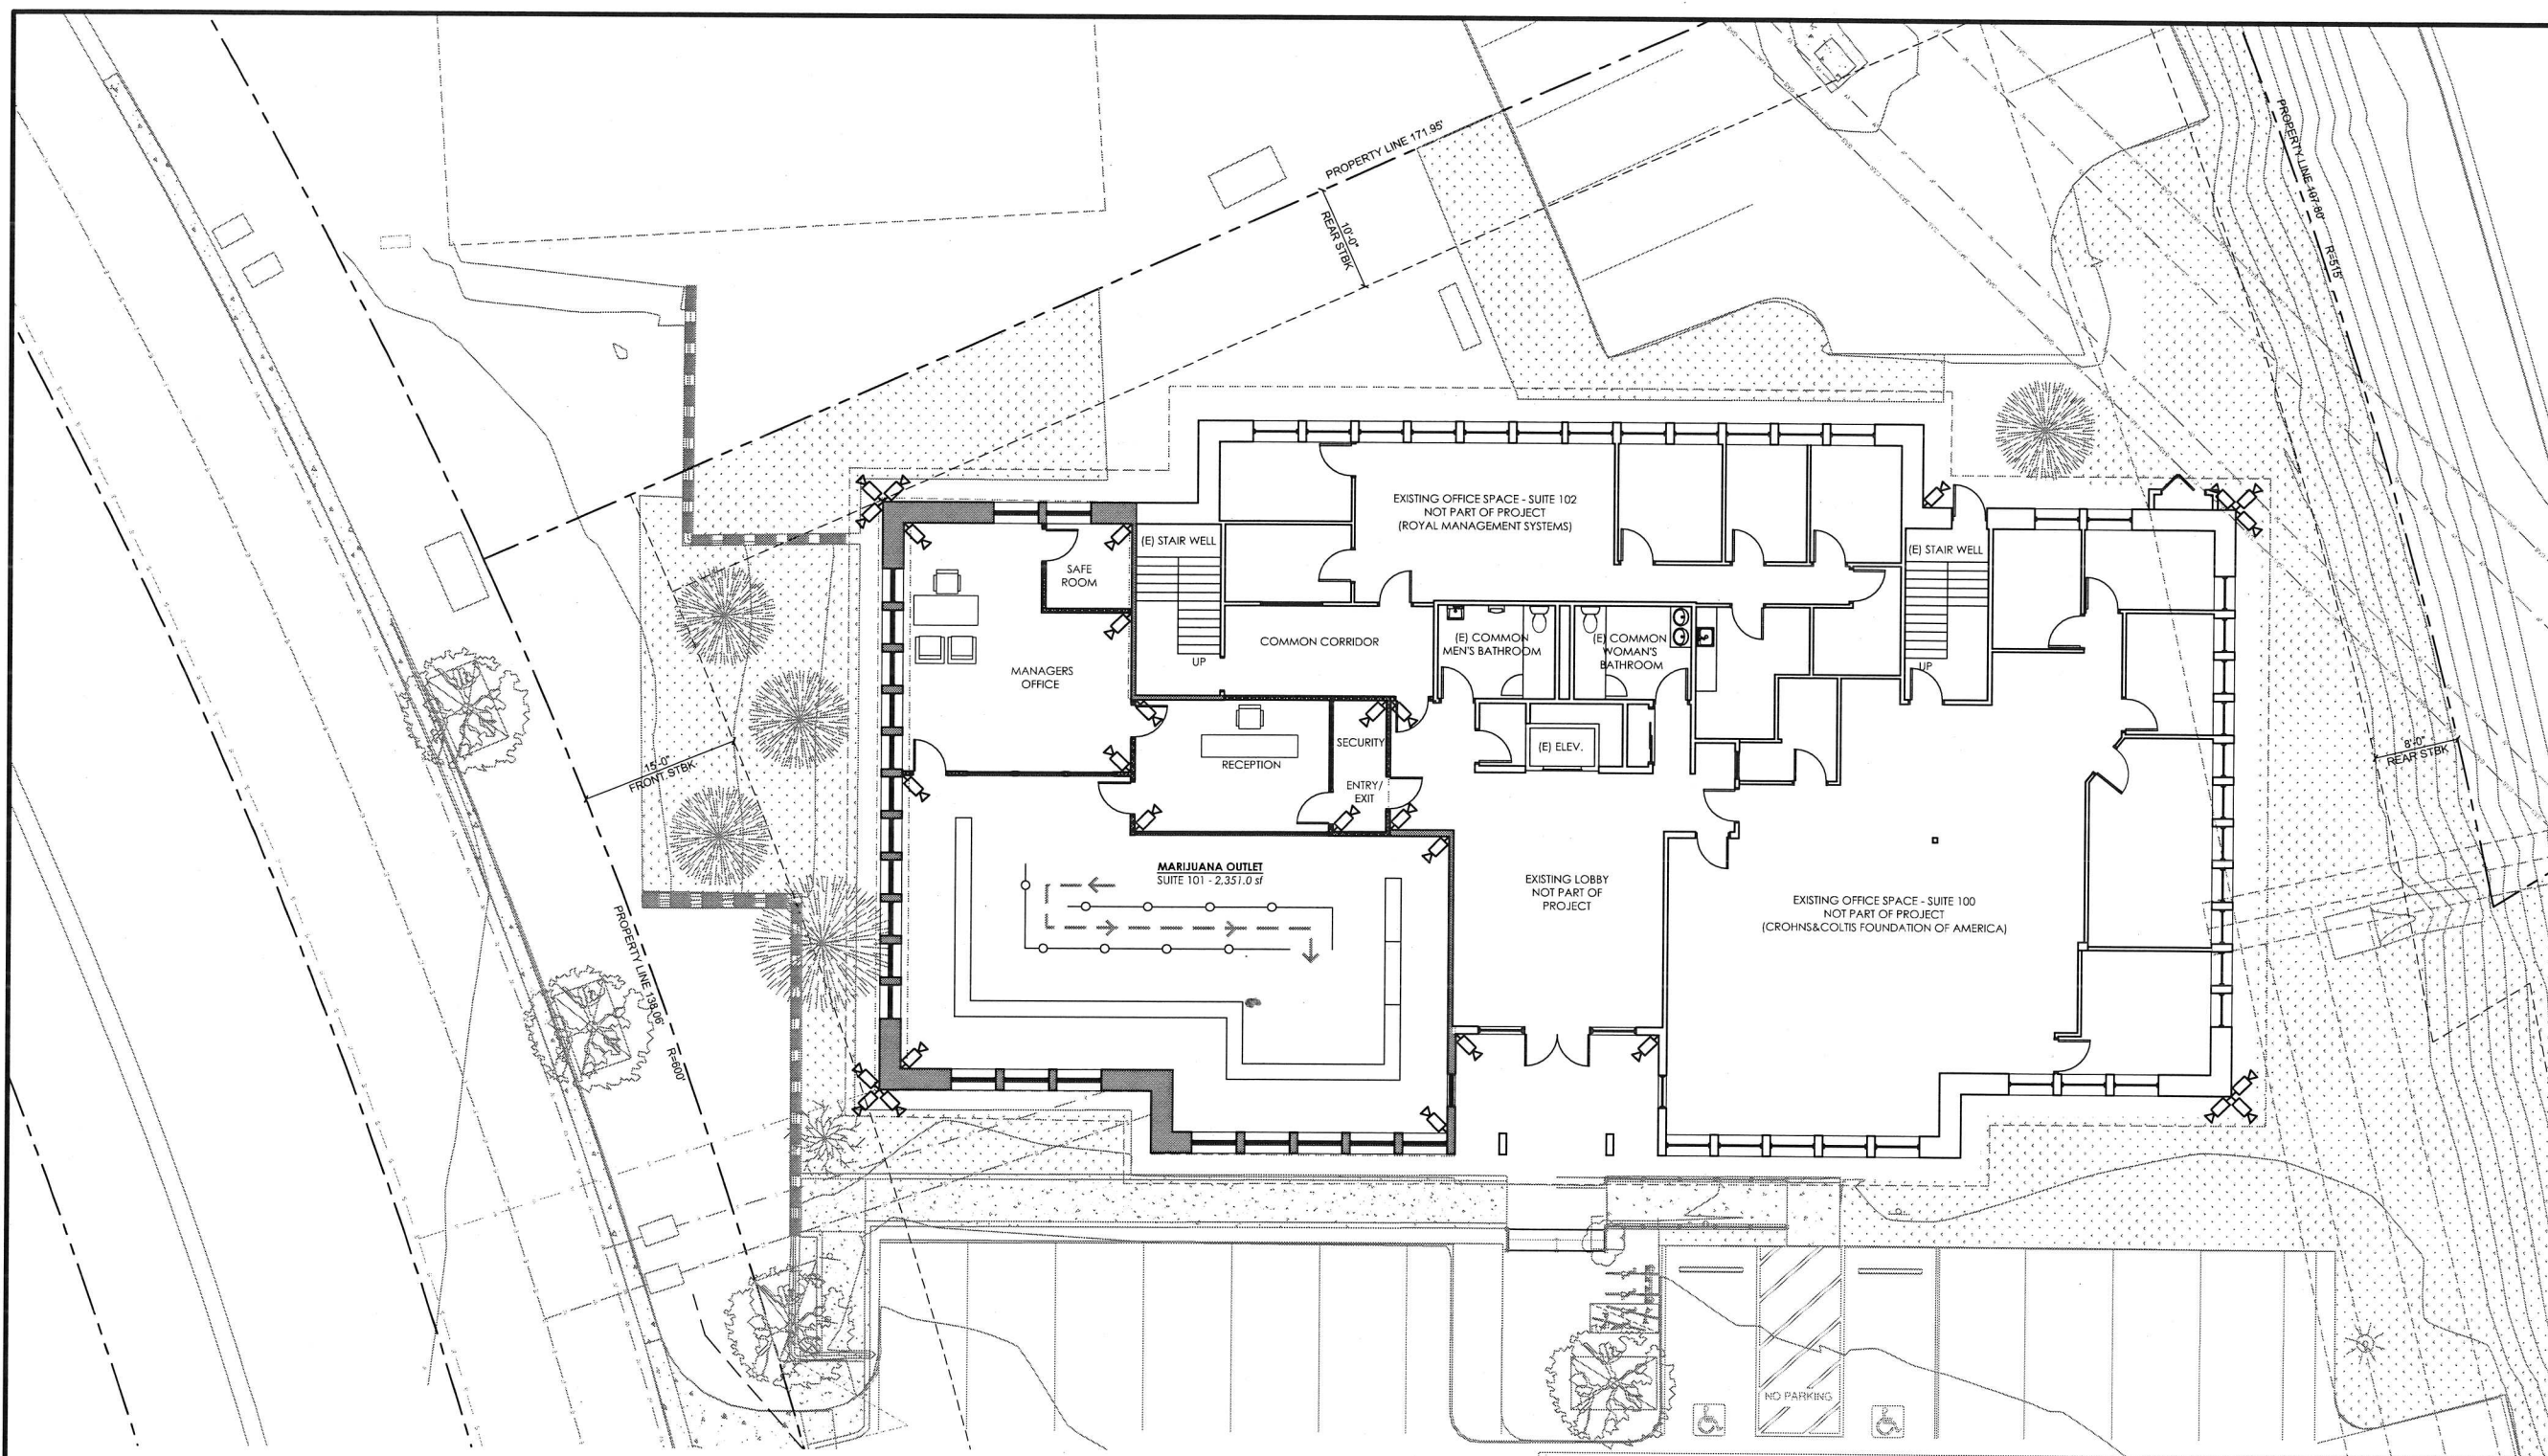 PROPERTY LINE 171.95'
10'-0"
REAR STBK
PROPERTY LINE 107.80'
R=515'
EXISTING OFFICE SPACE - SUITE 102
NOT PART OF PROJECT
(ROYAL MANAGEMENT SYSTEMS)
(E) STAIR WELL
(E) STAIR WELL
SAFE
ROOM
COMMON CORRIDOR
(E) COMMON
MEN'S BATHROOM
(E) COMMON
WOMAN'S
BATHROOM
UP
UP
MANAGERS
OFFICE
SECURITY
(E) ELEV.
RECEPTION
15'-0"
FRONT STBK
8'-0"
REAR STBK
ENTRY/
EXIT
MARIJUANA OUTLET
SUITE 101 - 2,351.0 sf
EXISTING LOBBY
NOT PART OF
PROJECT
EXISTING OFFICE SPACE - SUITE 100
NOT PART OF PROJECT
(CROHNS&COLTIS FOUNDATION OF AMERICA)
PROPERTY LINE 138.06'
R=600'
NO PARKING